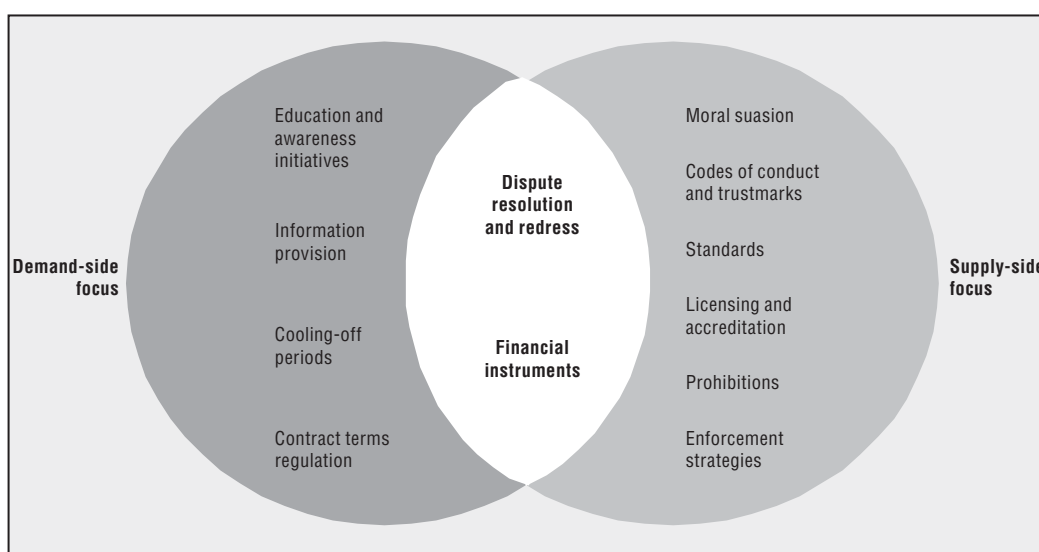 Demand-side
focus
Education and
awareness
initiatives
Information
provision
Cooling-off
periods
Contract terms
regulation
Dispute
resolution
and redress
Financial
instruments
Moral suasion
Codes of conduct
and trustmarks
Standards
Licensing and
accreditation
Prohibitions
Enforcement
strategies
Supply-side
focus